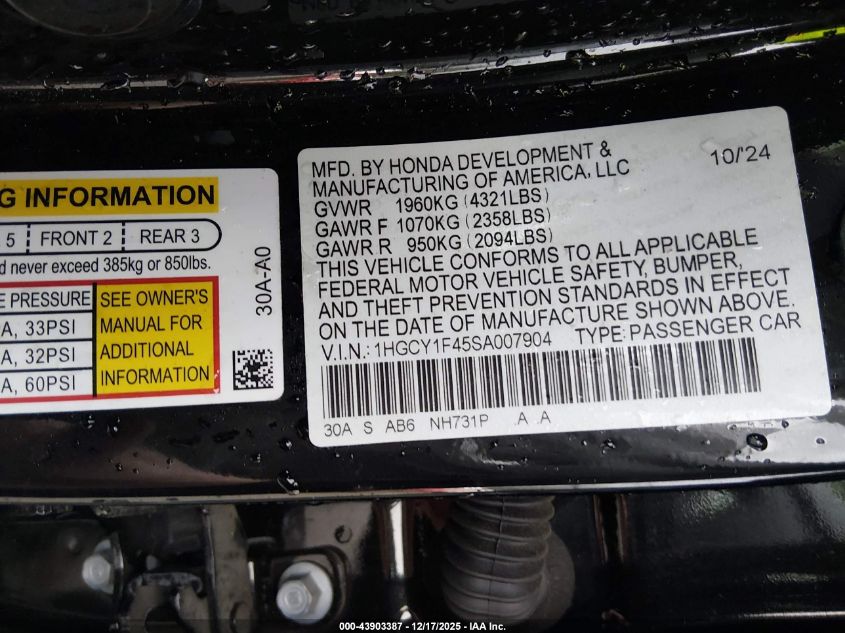 G INFORMATION
5 FRONT 2 REAR 3
d never exceed 385kg or 850lbs.
E PRESSURE
A, 33PSI
A, 32PSI
A, 60PSI
SEE OWNER'S
MANUAL FOR
ADDITIONAL
INFORMATION
30A-A0
MFD. BY HONDA DEVELOPMENT &
MANUFACTURING OF AMERICA, LLC
10/'24
GVWR 1960KG (4321LBS)
GAWR F 1070KG (2358LBS)
GAWR R 950KG (2094LBS)
THIS VEHICLE CONFORMS TO ALL APPLICABLE
FEDERAL MOTOR VEHICLE SAFETY, BUMPER,
AND THEFT PREVENTION STANDARDS IN EFFECT
ON THE DATE OF MANUFACTURE SHOWN ABOVE.
V.I.N.: 1HGCY1F45SA007904 TYPE: PASSENGER CAR
30A S AB6 NH731P .A .A
000-43903387 - 12/17/2025 - IAA Inc.